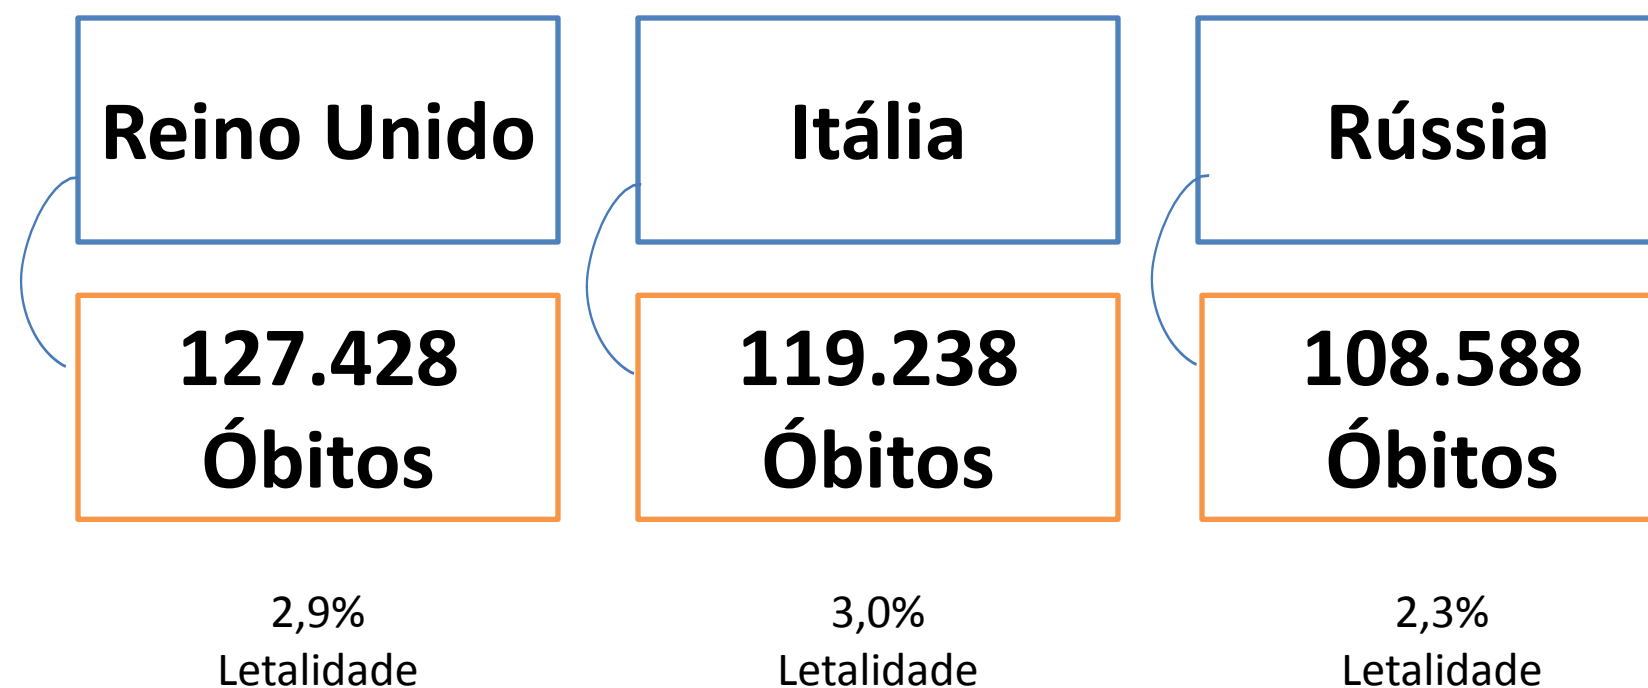 Reino Unido
Itália
Rússia
127.428
Óbitos
119.238
Óbitos
108.588
Óbitos
2,9%
Letalidade
3,0%
Letalidade
2,3%
Letalidade